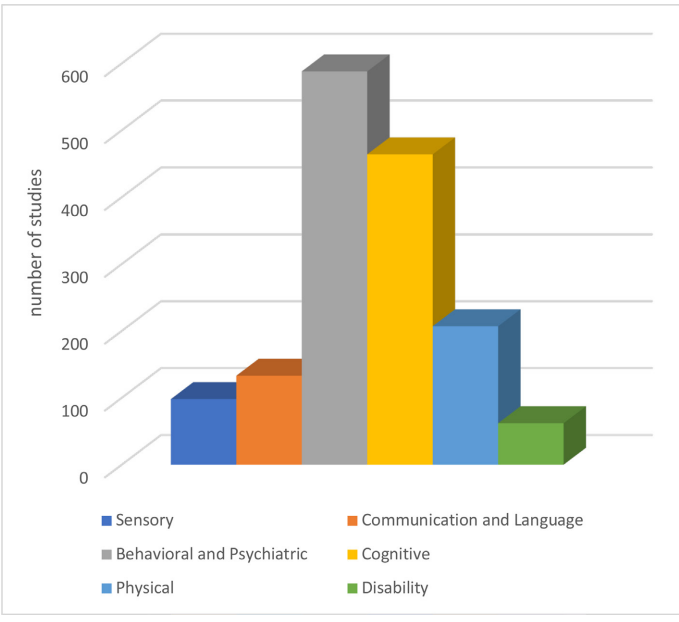 600
500
400
300
200
100
0
number of studies
Sensory
Communication and Language
Behavioral and Psychiatric
Cognitive
Physical
Disability